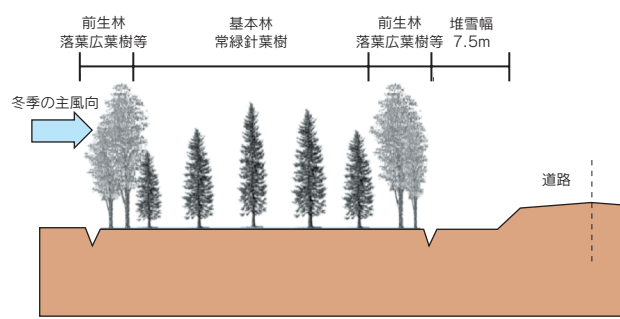 前生林
落葉広葉樹等
基本林
常緑針葉樹
前生林
落葉広葉樹等
堆雪幅
7.5m
冬季の主風向
道路